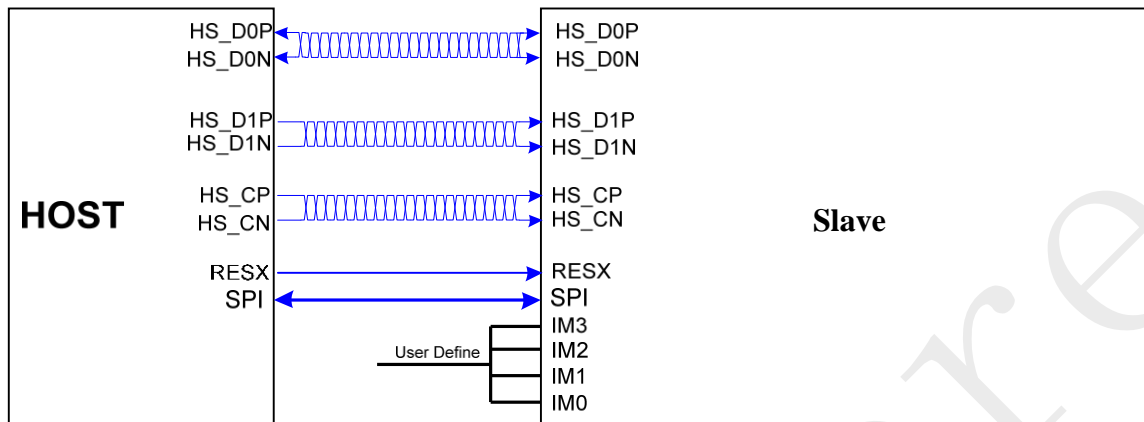 HS_D0P
HS_D0N
HS_D1P
HS_D1N
HS_CP
HS_CN
HOST
RESX
SPI
User Define
HS_D0P
HS_D0N
HS_D1P
HS_D1N
HS_CP
HS_CN
RESX
SPI
IM3
IM2
IM1
IM0
Slave
re